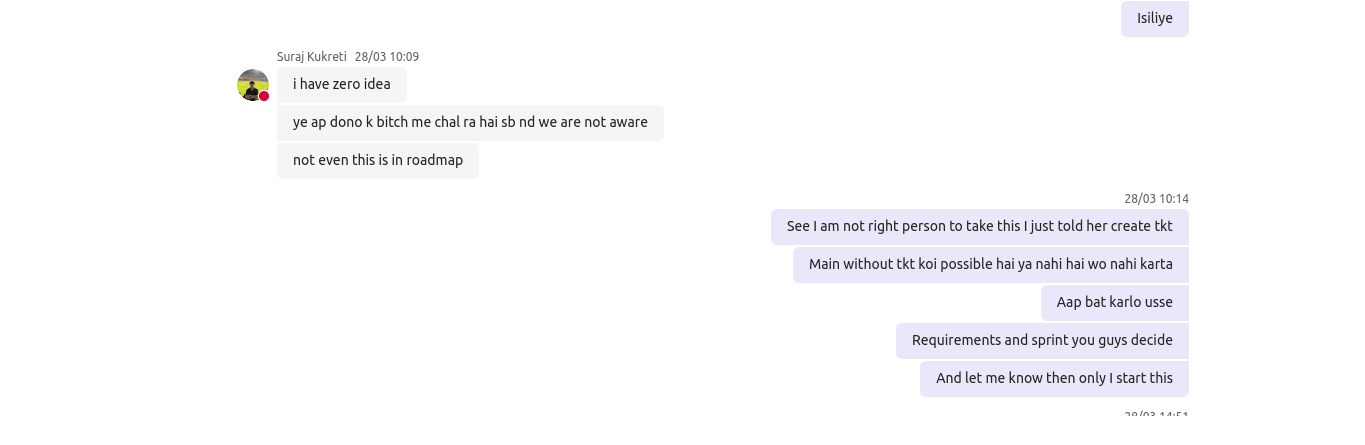 Isiliye
Suraj Kukreti 28/03 10:09
i have zero idea
ye ap dono k bitch me chal ra hai sb nd we are not aware
not even this is in roadmap
28/03 10:14
See I am not right person to take this I just told her create tkt
Main without tkt koi possible hai ya nahi hai wo nahi karta
Aap bat karlo usse
Requirements and sprint you guys decide
And let me know then only I start this
28/03 14:51